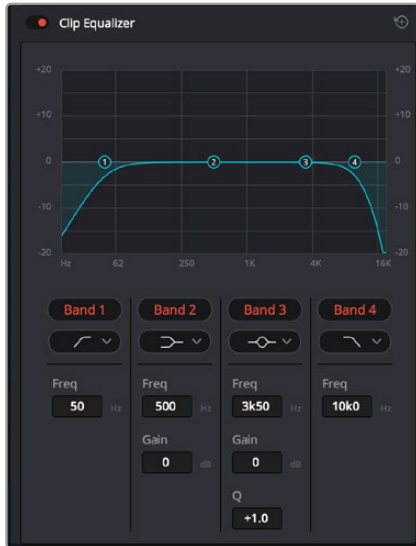 Clip Equalizer
+20 +20
+10 +10
1 2 3 4
0 0
-10 -10
-20 -20
Hz 62 250 1K 4K 16K
Band 1 Band 2 Band 3 Band 4
Freq Freq Freq Freq
50 Hz 500 Hz 3k50 Hz 10k0 Hz
Gain Gain
0 dB 0 dB
Q
+1.0